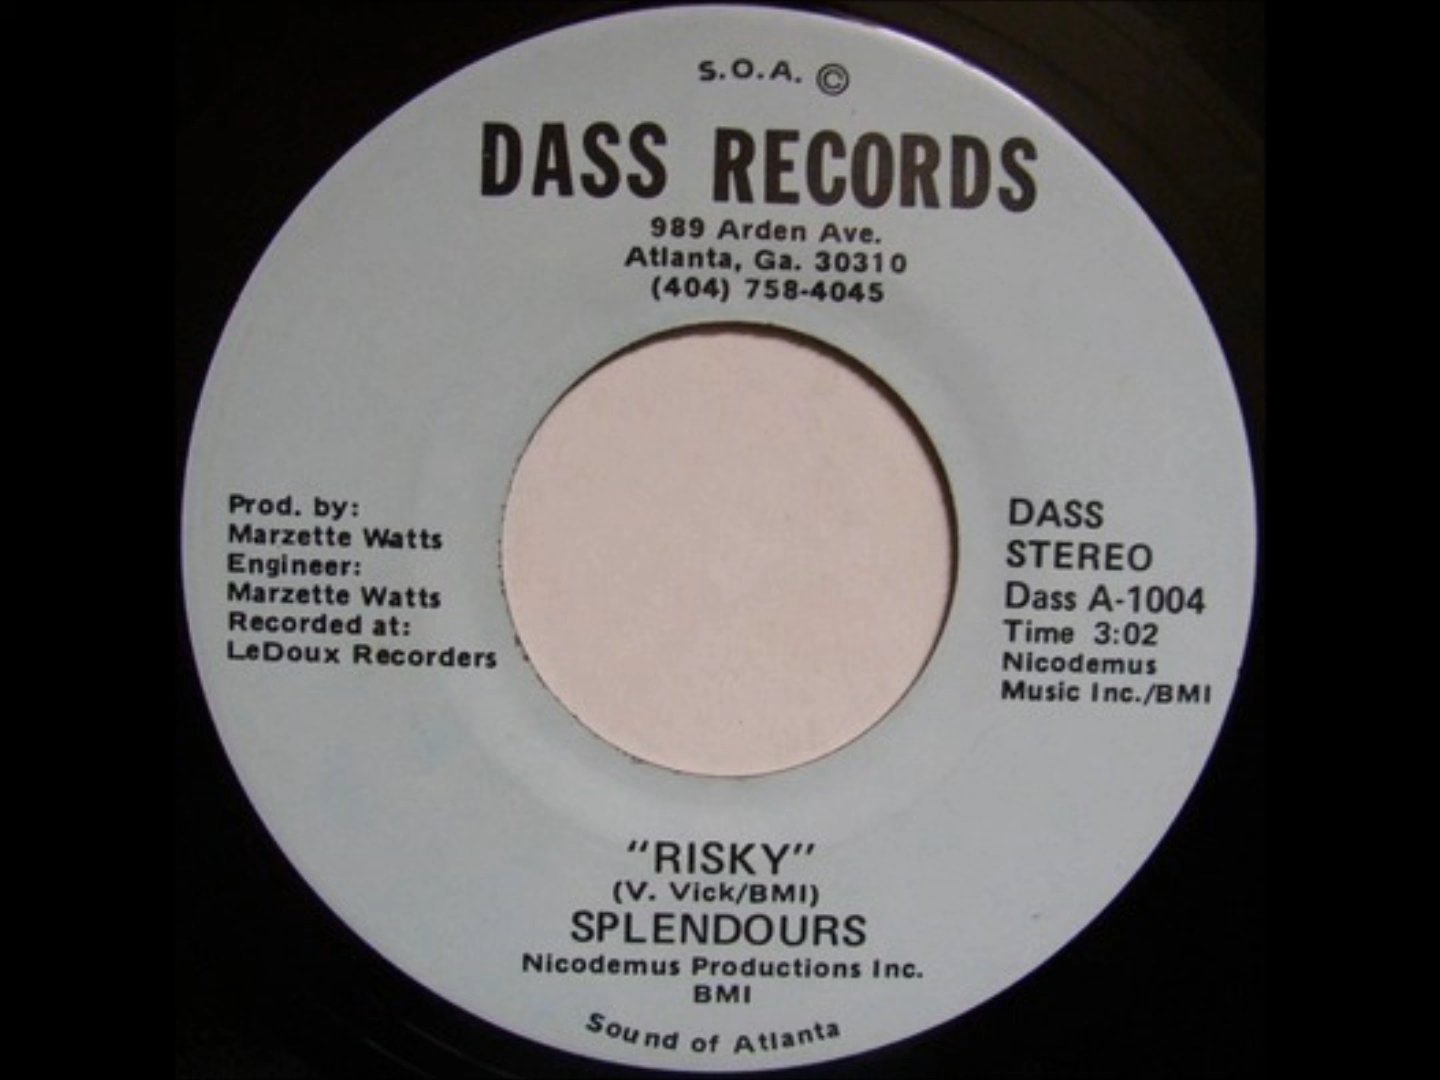 S.O.A. ©
DASS RECORDS
989 Arden Ave.
Atlanta, Ga. 30310
(404) 758-4045
Prod. by:
Marzette Watts
Engineer:
Marzette Watts
Recorded at:
LeDoux Recorders
DASS
STEREO
Dass A-1004
Time 3:02
Nicodemus
Music Inc./BMI
"RISKY"
(V. Vick/BMI)
SPLENDOURS
Nicodemus Productions Inc.
BMI
Sound of Atlanta